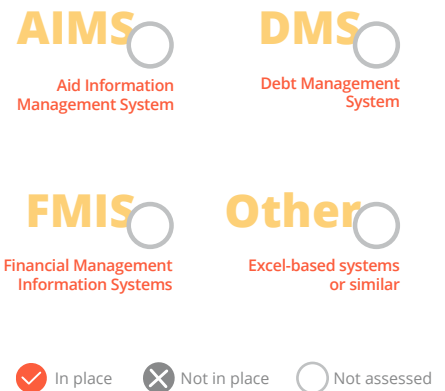 AIMS
Aid Information
Management System
DMS
Debt Management
System
FMIS
Financial Management
Information Systems
Other
Excel-based systems
or similar
In place
Not in place
Not assessed